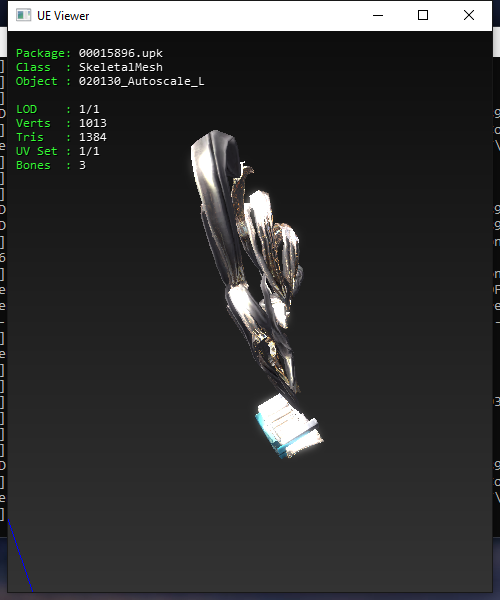 UE Viewer
Package: 00015896.upk
Class : SkeletalMesh
Object : 020130_Autoscale_L
LOD : 1/1
Verts : 1013
Tris : 1384
UV Set : 1/1
Bones : 3